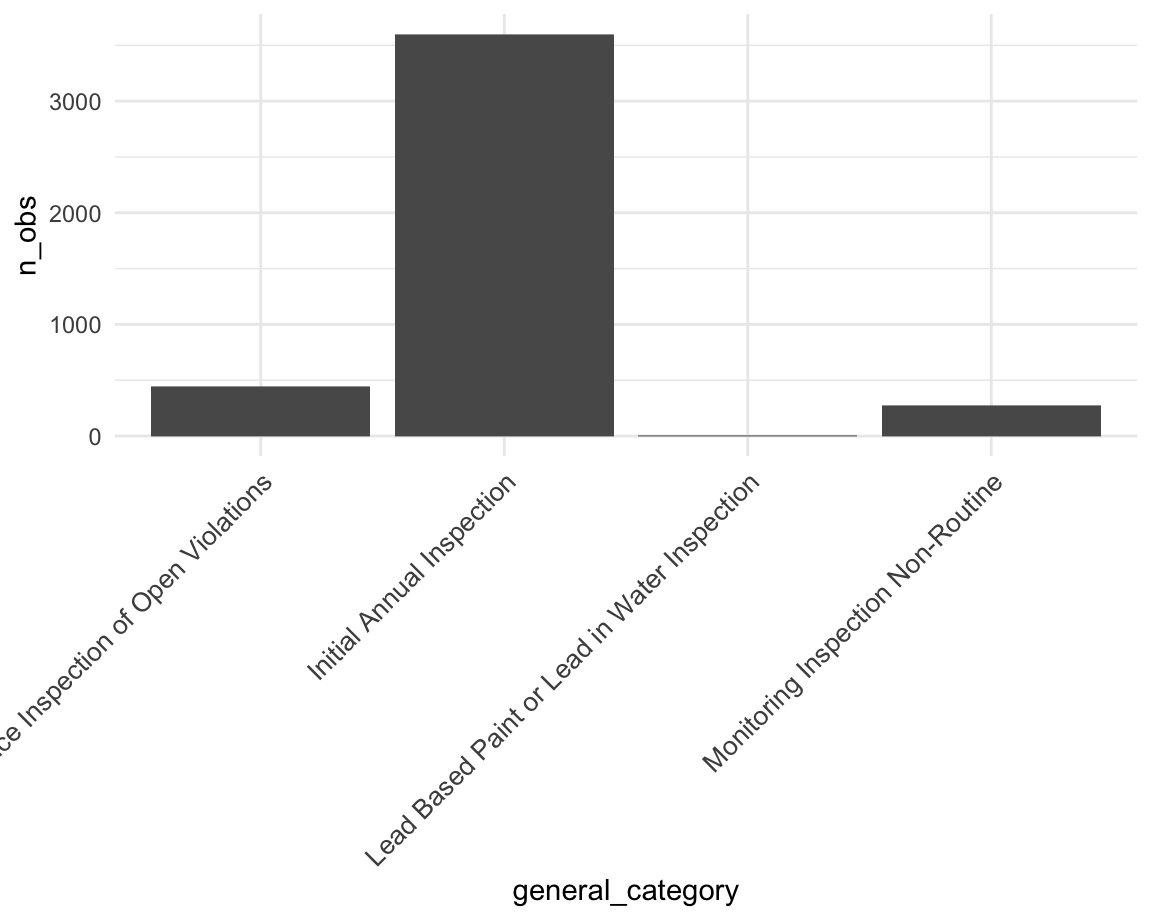 3000
2000
1000
0
n_obs
Inspection of Open Violations
Initial Annual Inspection
Lead Based Paint or Lead in Water Inspection
Monitoring Inspection Non-Routine
general_category